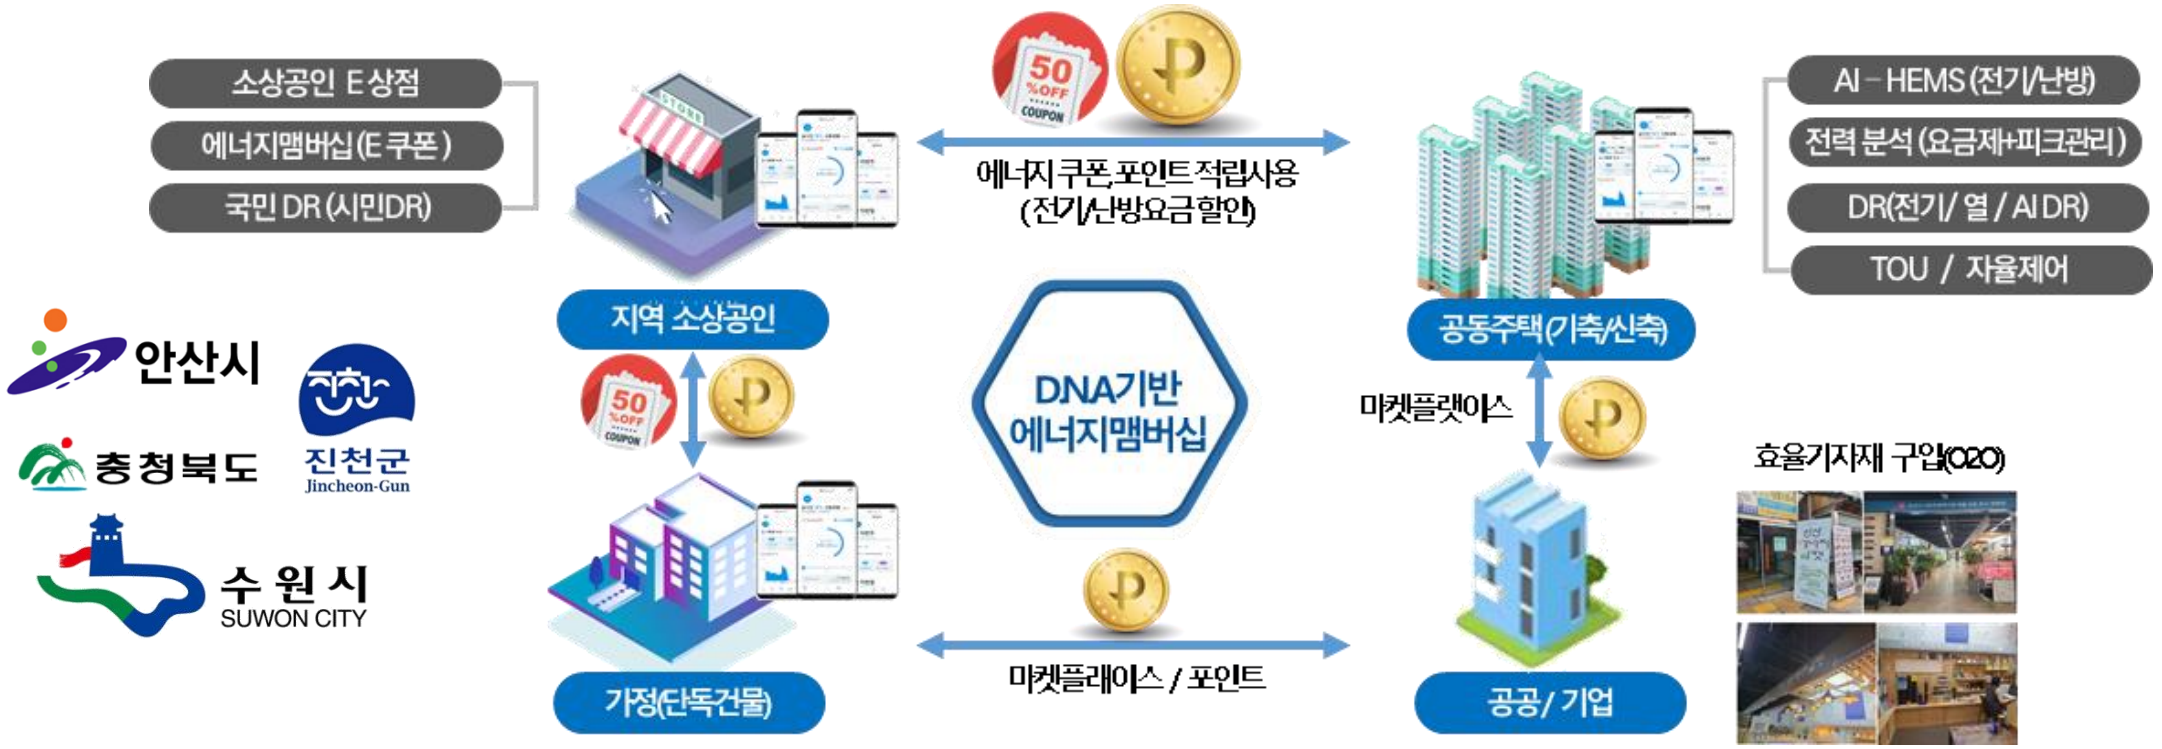 소상공인 E 상점
에너지맴버십 (E 쿠폰 )
국민 DR (시민DR)
STORE
50
%OFF
COUPON
에너지 쿠폰,포인트 적립사용
( 전기/난방요금 할인)
AI – HEMS (전기/난방)
전력 분석 (요금제+피크관리 )
DR(전기/ 열 / AI DR)
TOU / 자율제어
지역 소상공인
공동주택 (기축/신축)
안산시
진천
진천군
Jincheon-Gun
충청북도
수원시
SUWON CITY
50
%OFF
COUPON
DNA기반
에너지맴버십
마켓플랫이스
효율기자재 구입(O2O)
마켓플래이스 / 포인트
가정(단독건물)
공공/ 기업